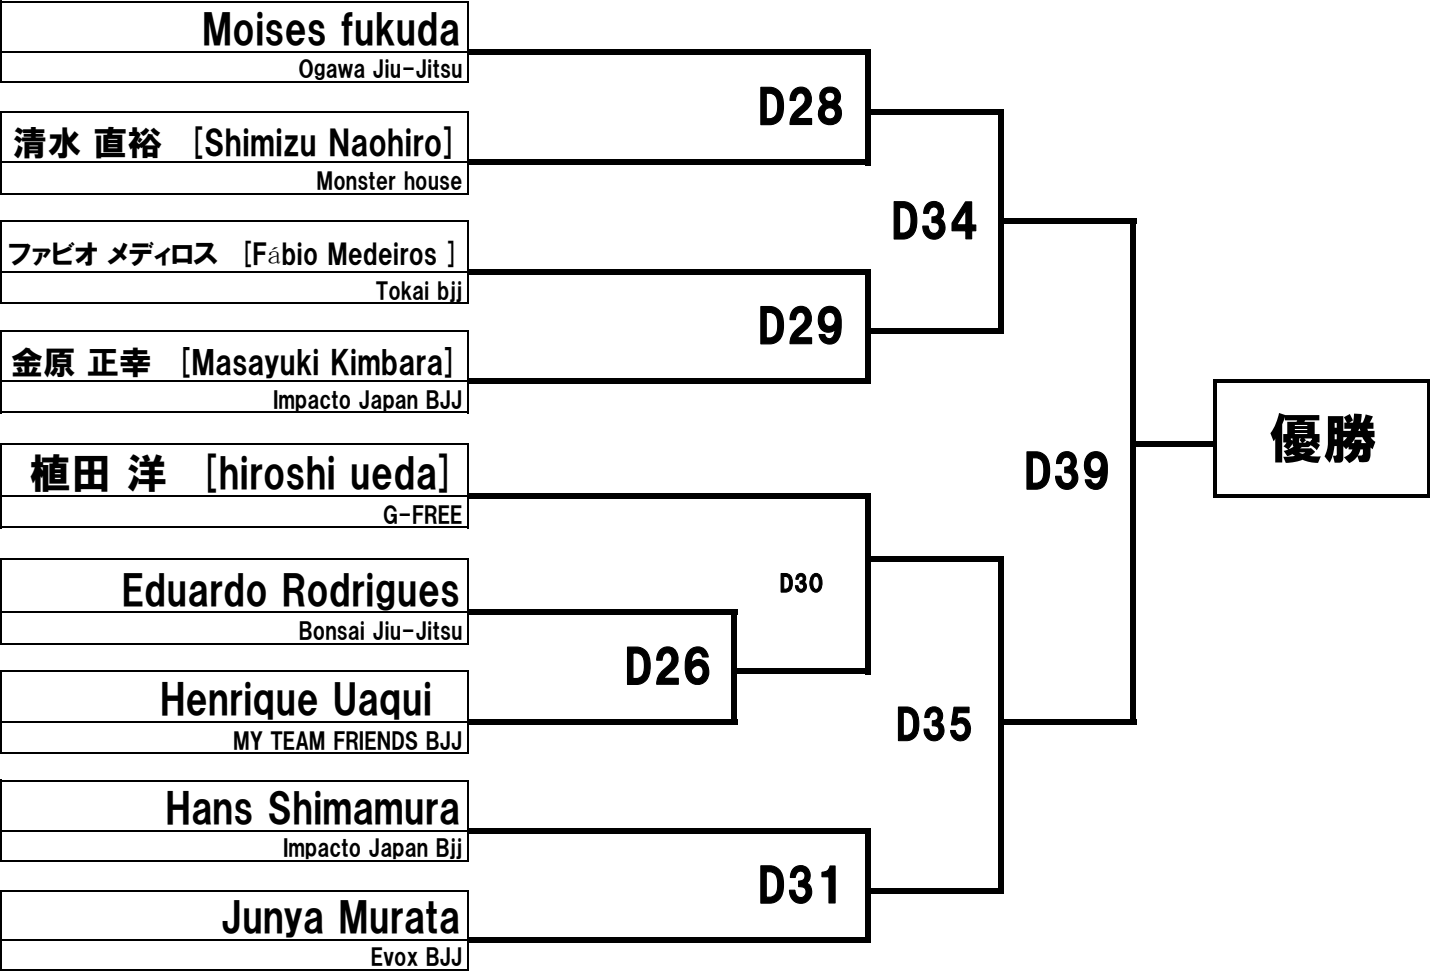 Moises fukuda
Ogawa Jiu-Jitsu
清水 直裕　[Shimizu Naohiro]
Monster house
ファビオ メディロス　[Fábio Medeiros ]
Tokai bjj
金原 正幸　[Masayuki Kimbara]
Impacto Japan BJJ
植田 洋　[hiroshi ueda]
G-FREE
Eduardo Rodrigues
Bonsai Jiu-Jitsu
Henrique Uaqui
MY TEAM FRIENDS BJJ
Hans Shimamura
Impacto Japan Bjj
Junya Murata
Evox BJJ
D26
D28
D29
D30
D31
D34
D35
D39
優勝